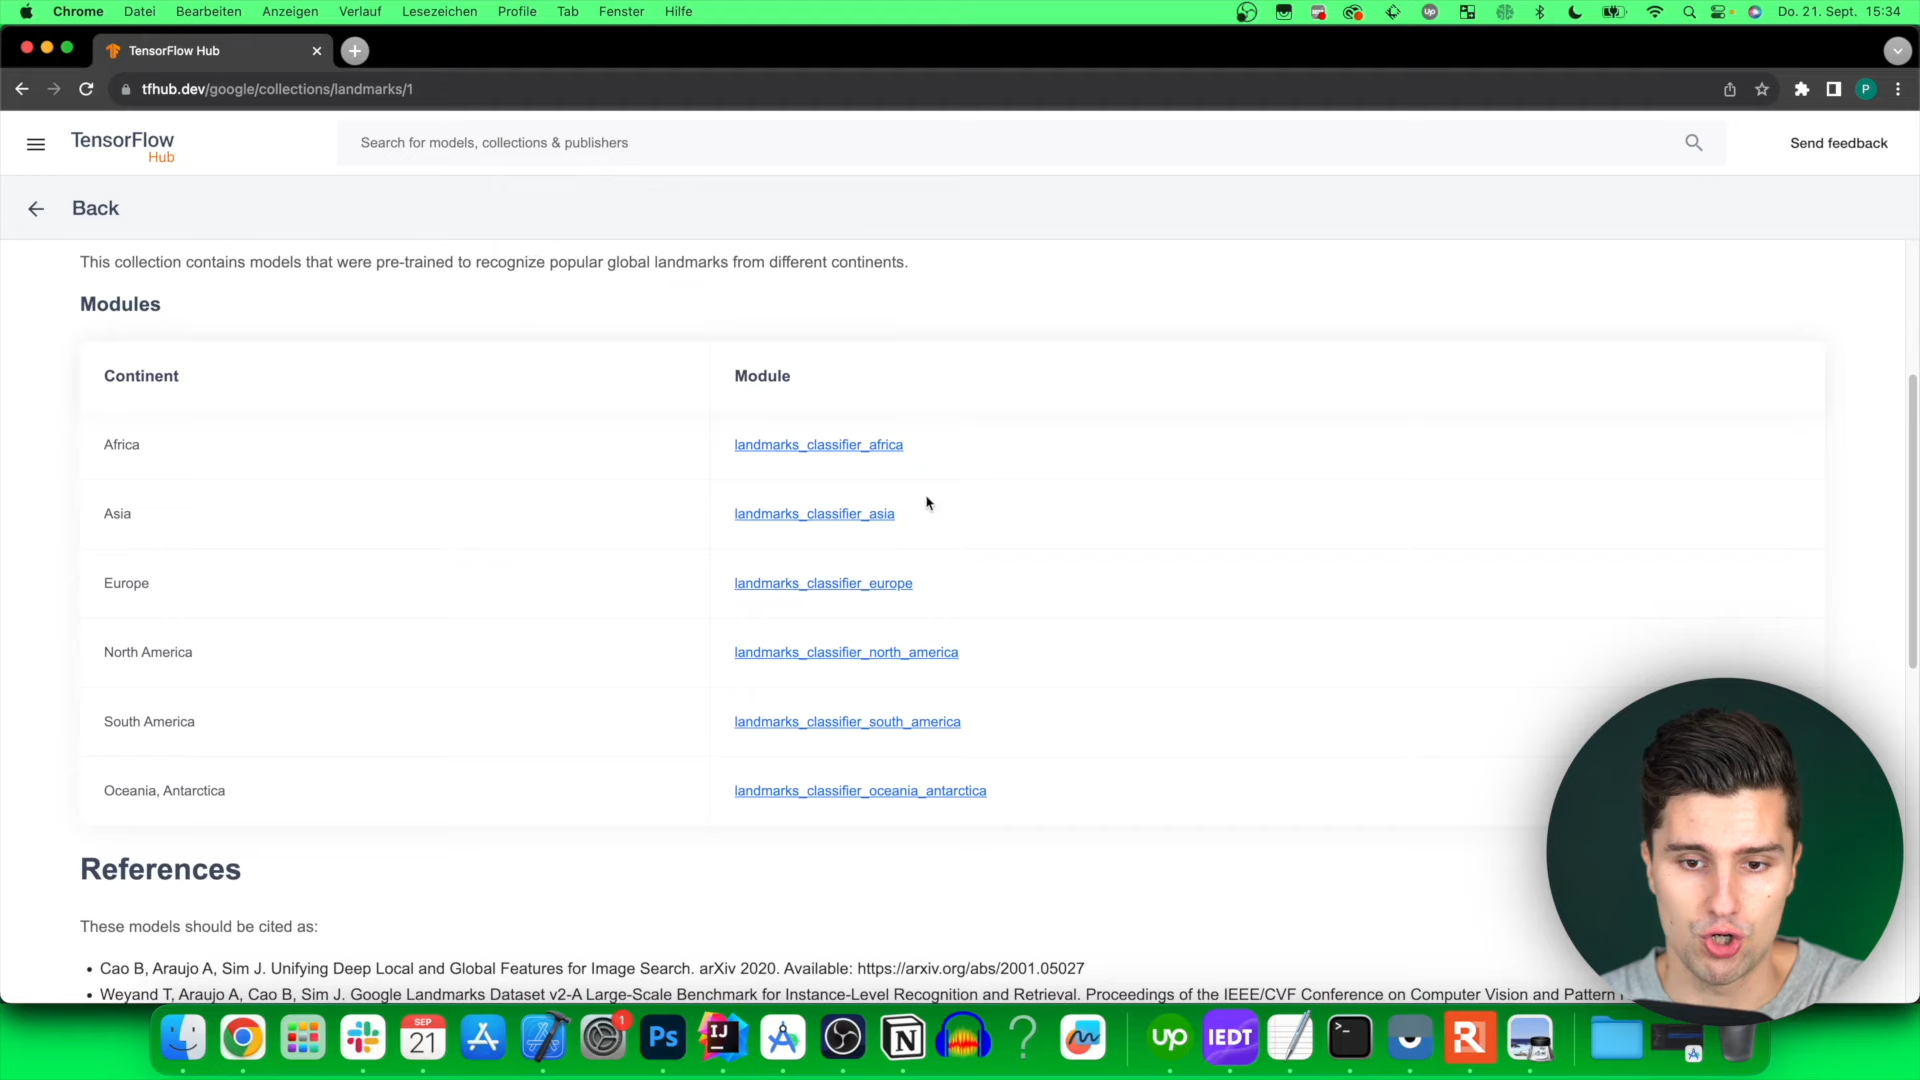 Chrome Datei Bearbeiten Anzeigen Verlauf Lesezeichen Profile Tab Fenster Hilfe Do. 21. Sept. 15:34
TensorFlow Hub
tfhub.dev/google/collections/landmarks/1
P
TensorFlow
Hub
Search for models, collections & publishers
Send feedback
Back
This collection contains models that were pre-trained to recognize popular global landmarks from different continents.
Modules
Continent Module
Africa landmarks_classifier_africa
Asia landmarks_classifier_asia
Europe landmarks_classifier_europe
North America landmarks_classifier_north_america
South America landmarks_classifier_south_america
Oceania, Antarctica landmarks_classifier_oceania_antarctica
References
These models should be cited as:
• Cao B, Araujo A, Sim J. Unifying Deep Local and Global Features for Image Search. arXiv 2020. Available: https://arxiv.org/abs/2001.05027
• Weyand T, Araujo A, Cao B, Sim J. Google Landmarks Dataset v2-A Large-Scale Benchmark for Instance-Level Recognition and Retrieval. Proceedings of the IEEE/CVF Conference on Computer Vision and Pattern
SEP 21 1 Ps IJ up IEDT R